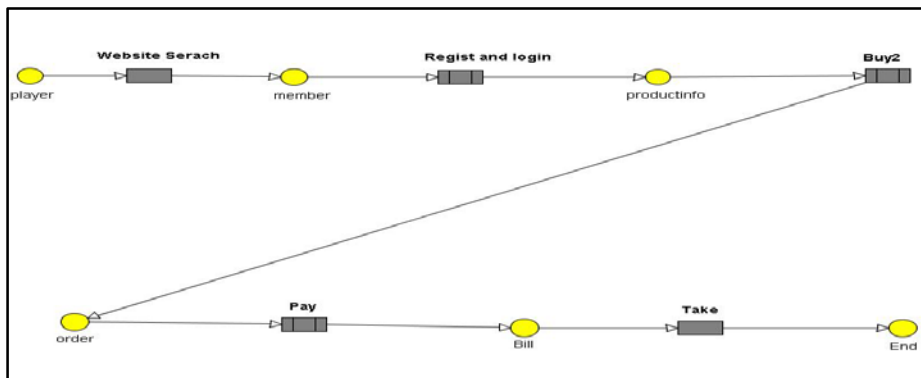 Website Serach
Regist and login
Buy2
player
member
productinfo
Pay
Take
order
Bill
End